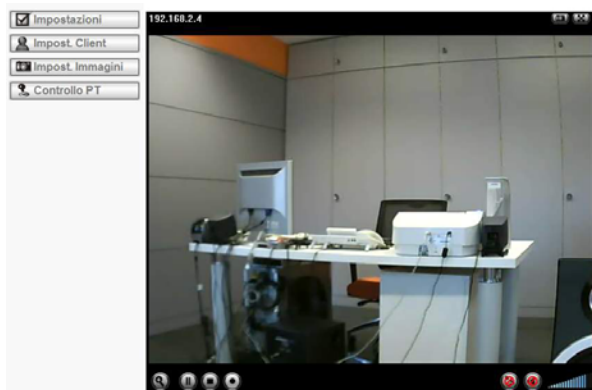 Impostazioni
Impost. Client
Impost. Immagini
Controllo PT
192.168.2.4